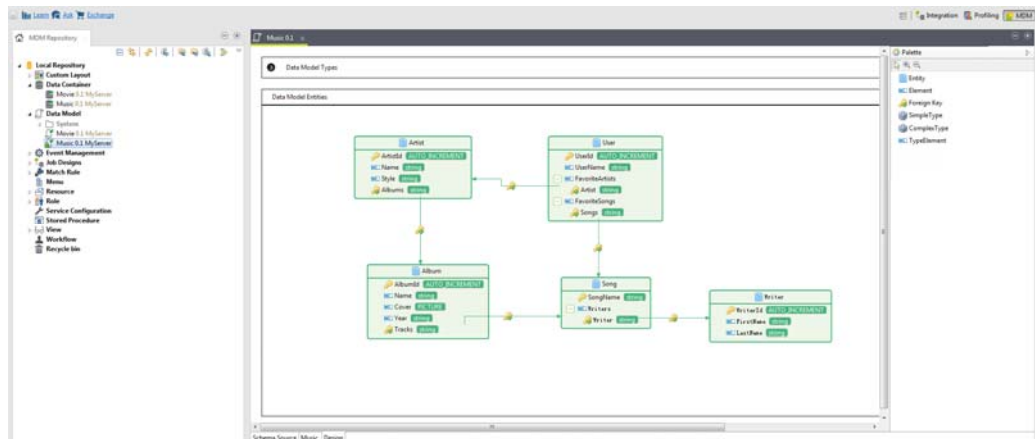 Learn Ask Exchange
Integration Profiling MDM
MDM Repository
Local Repository
Custom Layout
Data Container
Movie 0.1 MyServer
Music 0.1 MyServer
Data Model
System
Movie 0.1 MyServer
Music 0.1 MyServer
Event Management
Job Designs
Match Rule
Menu
Resource
Role
Service Configuration
Stored Procedure
View
Workflow
Recycle bin
Music 0.1
Data Model Types
Data Model Entities
Artist
ArtistId AUTO_INCREMENT
Name string
Style string
Albums string
User
UserId AUTO_INCREMENT
UserName string
FavoriteArtists
Artist string
FavoriteSongs
Songs string
Album
AlbumId AUTO_INCREMENT
Name string
Cover PICTURE
Year string
Tracks string
Song
SongName string
Writers
Writer string
Writer
WriterId AUTO_INCREMENT
FirstName string
LastName string
Schema Source Music Design
Palette
Entity
Element
Foreign Key
SimpleType
ComplexType
TypeElement